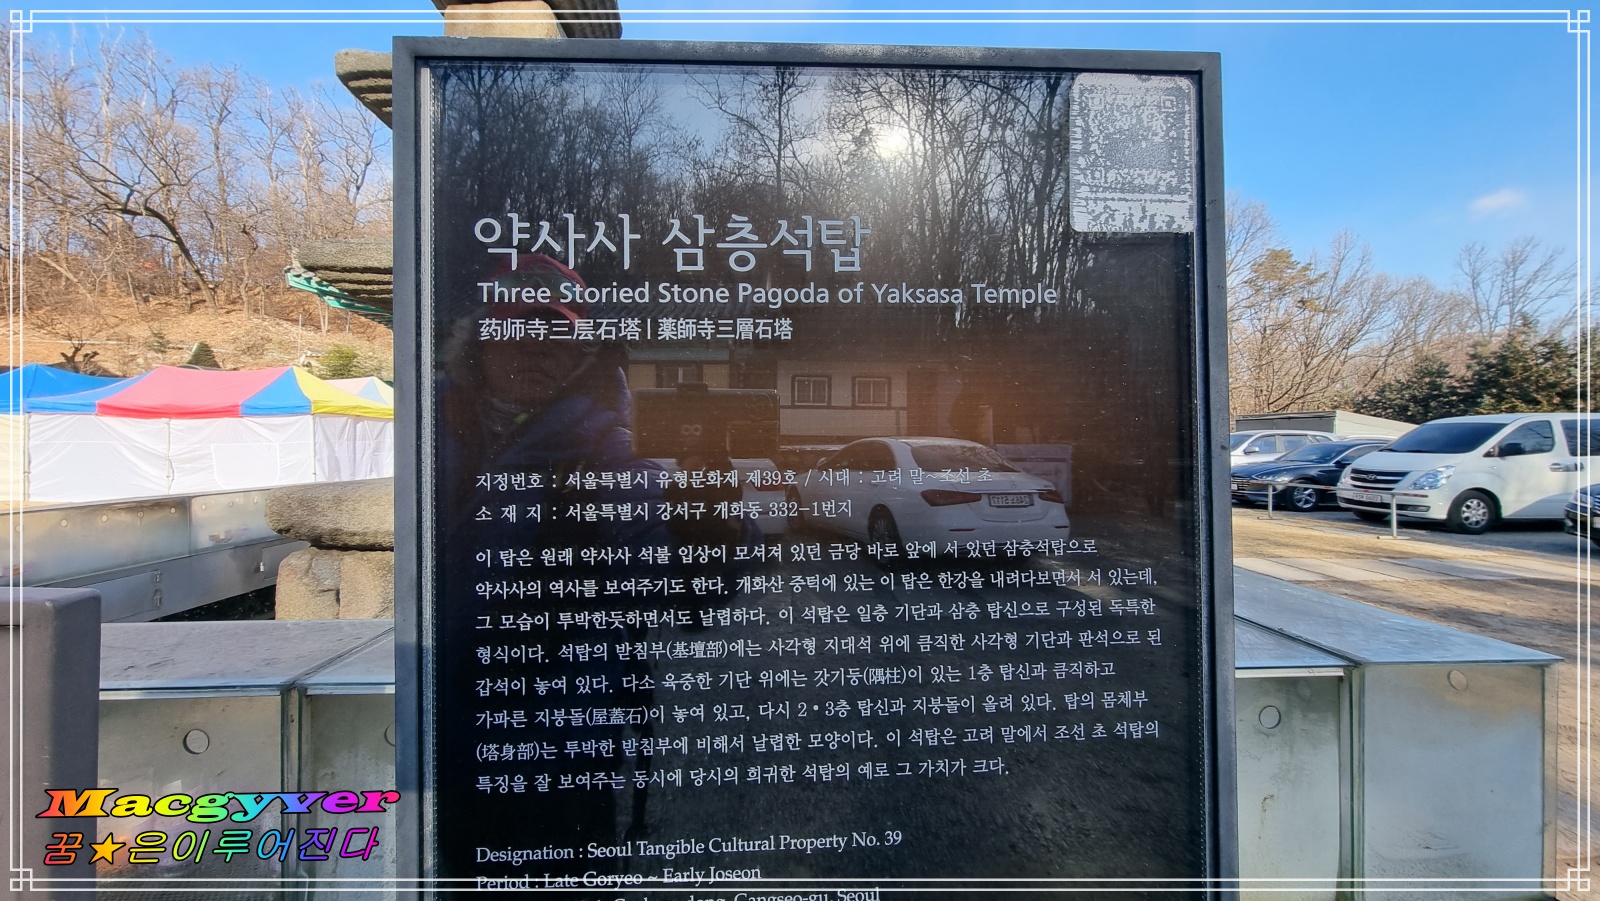 약사사 삼층석탑
Three Storied Stone Pagoda of Yaksasa Temple
药师寺三层石塔 | 薬師寺三層石塔
지정번호 : 서울특별시 유형문화재 제39호 / 시대 : 고려 말~조선 초
소 재 지 : 서울특별시 강서구 개화동 332-1번지
이 탑은 원래 약사사 석불 입상이 모셔져 있던 금당 바로 앞에 서 있던 삼층석탑으로
약사사의 역사를 보여주기도 한다. 개화산 중턱에 있는 이 탑은 한강을 내려다보면서 서 있는데,
그 모습이 투박한듯하면서도 날렵하다. 이 석탑은 일층 기단과 삼층 탑신으로 구성된 독특한
형식이다. 석탑의 받침부(基壇部)에는 사각형 지대석 위에 큼직한 사각형 기단과 판석으로 된
갑석이 놓여 있다. 다소 육중한 기단 위에는 갓기둥(隅柱)이 있는 1층 탑신과 큼직하고
가파른 지붕돌(屋蓋石)이 놓여 있고, 다시 2•3층 탑신과 지붕돌이 올려 있다. 탑의 몸체부
(塔身部)는 투박한 받침부에 비해서 날렵한 모양이다. 이 석탑은 고려 말에서 조선 초 석탑의
특징을 잘 보여주는 동시에 당시의 희귀한 석탑의 예로 그 가치가 크다.
Designation : Seoul Tangible Cultural Property No. 39
Period : Late Goryeo ~ Early Joseon
Gangseo-gu, Seoul
Macgyver
꿈★은이루어진다